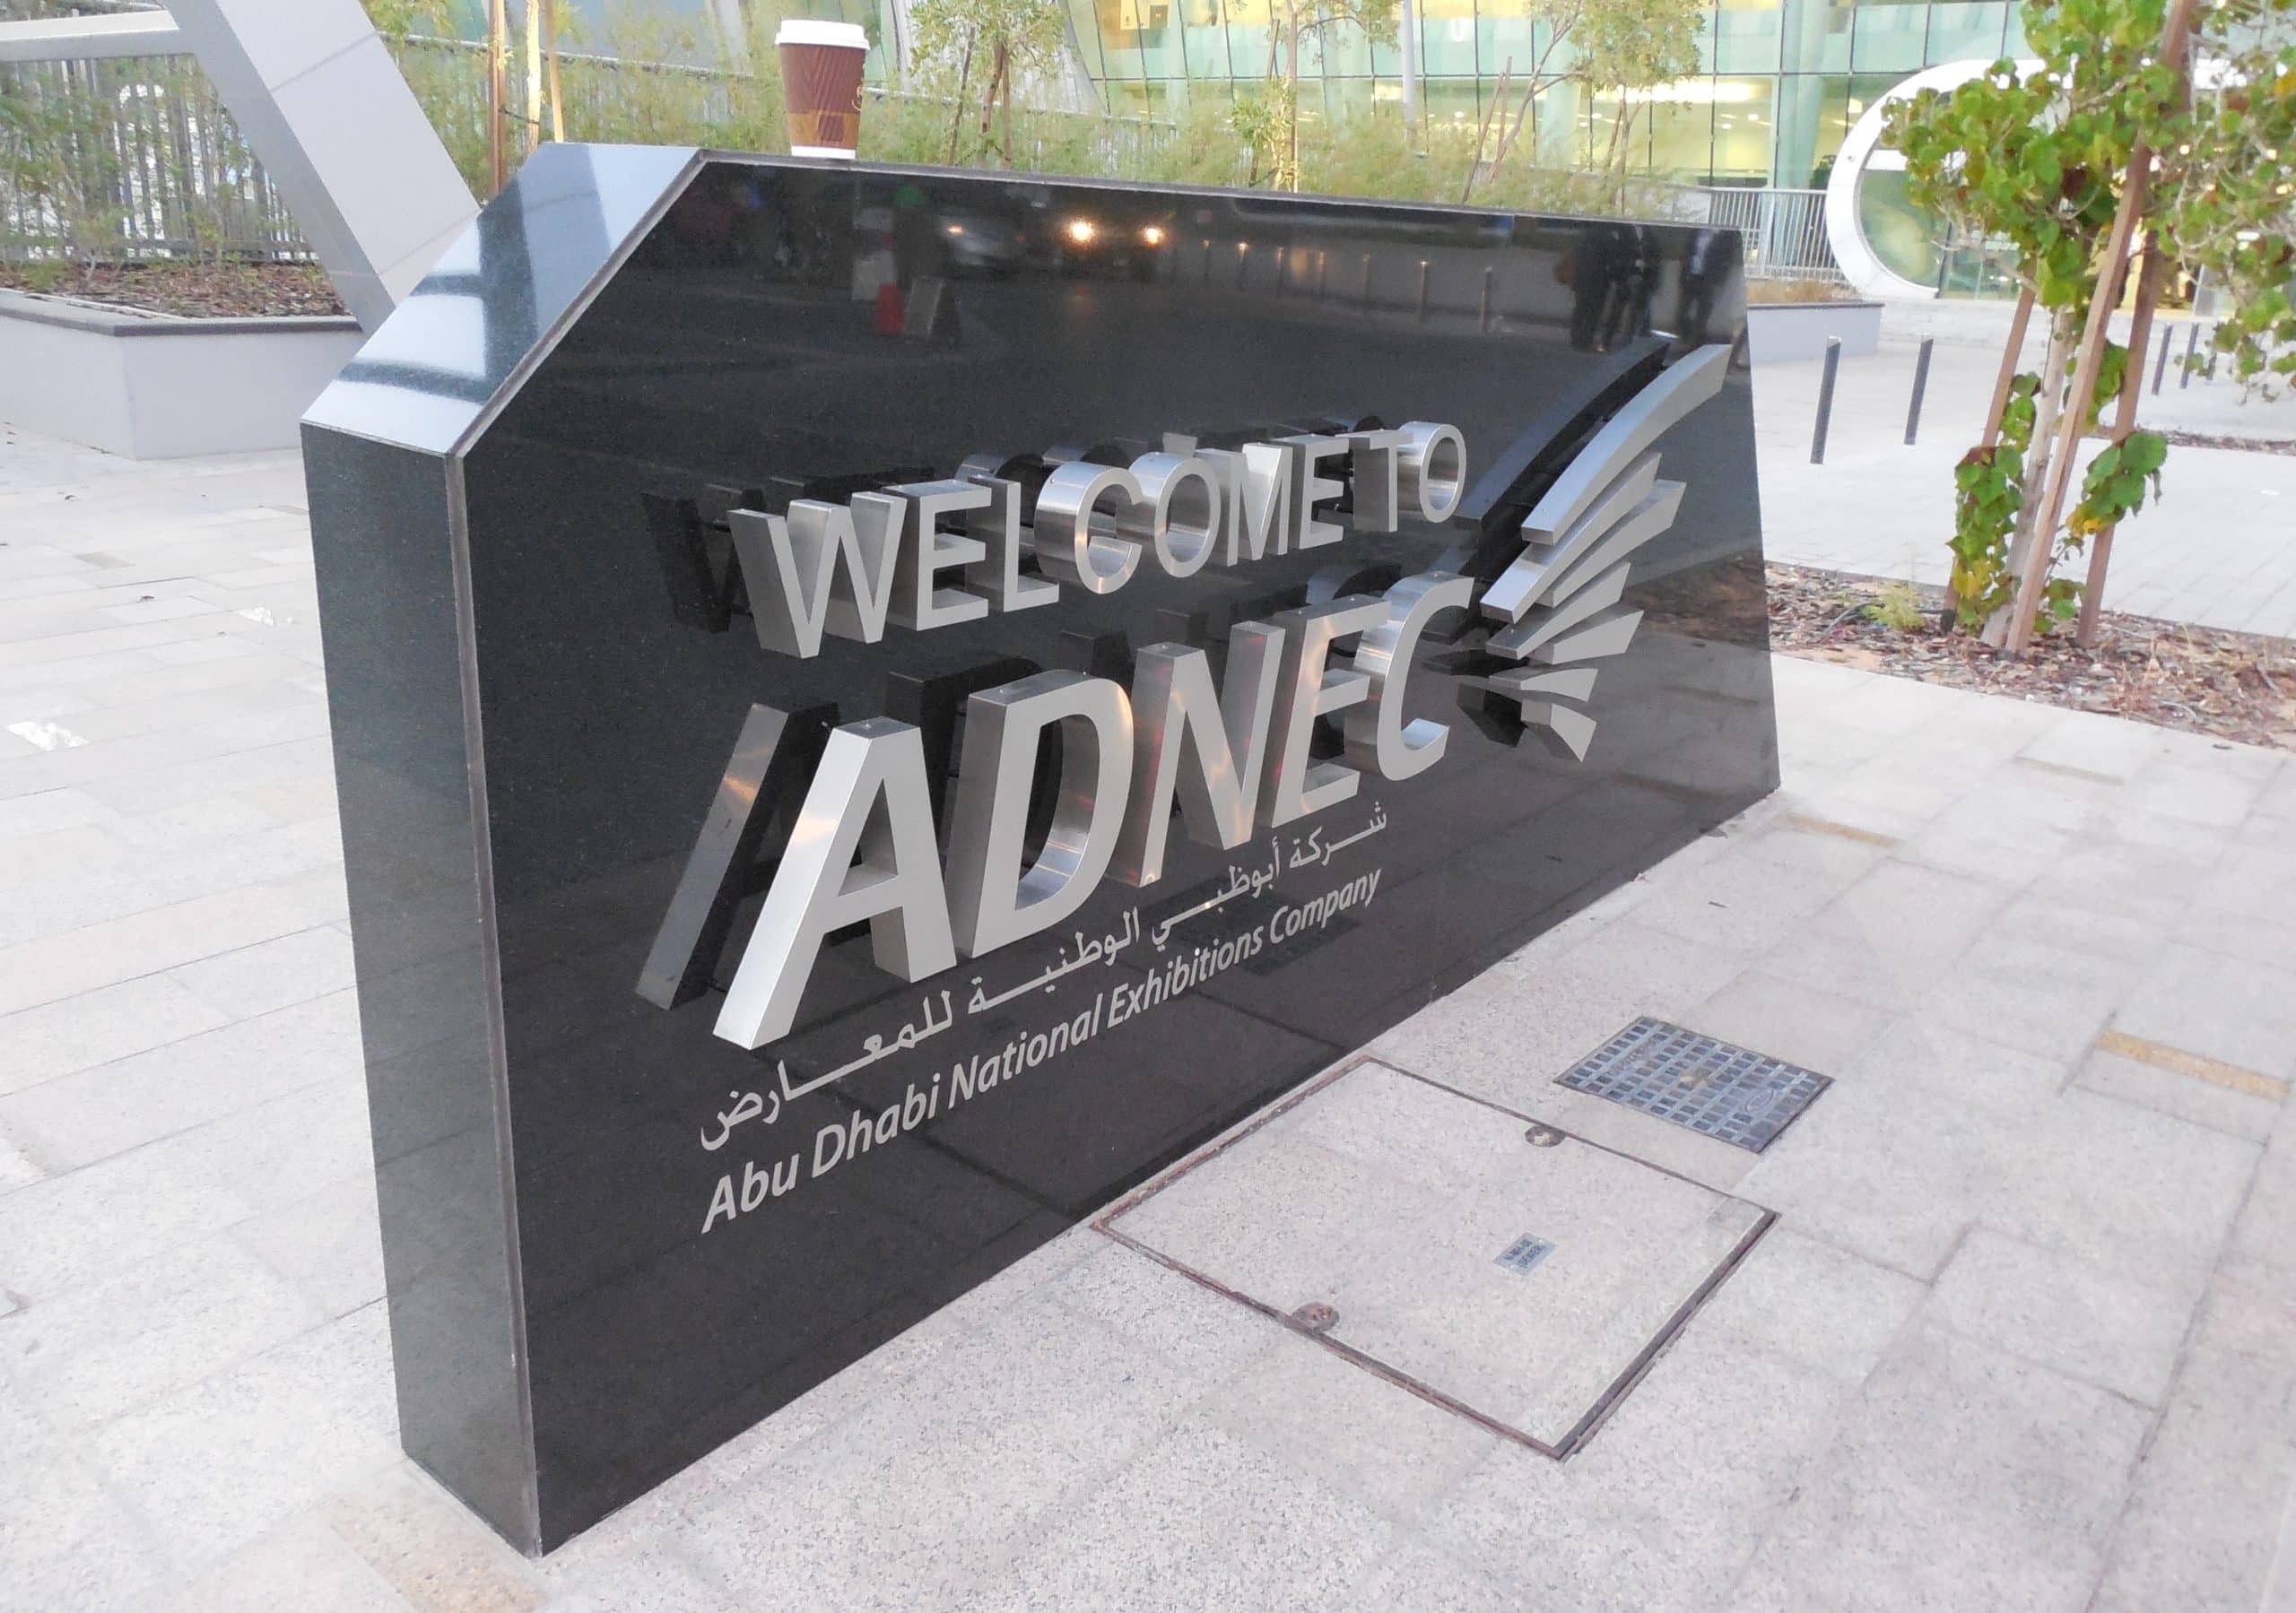 WELCOME TO
ADNEC
شركة أبوظبي الوطنية للمعارض
Abu Dhabi National Exhibitions Company